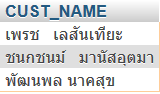 CUST_NAME
เพรช เลสันเทียะ
ชนกชนม์ มานัสอุตมา
พัฒนพล นาคสุข